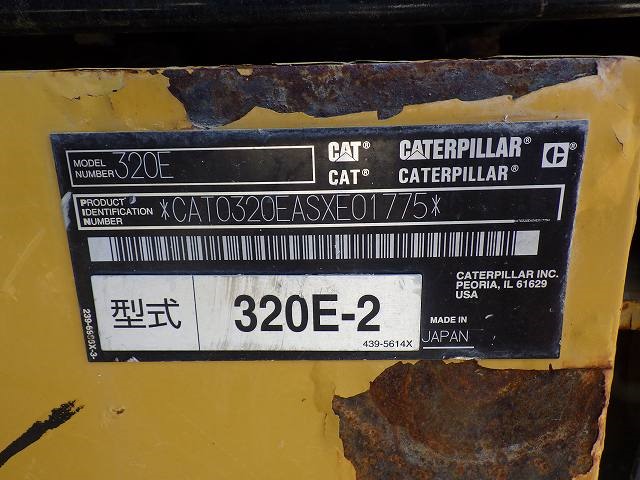 MODEL NUMBER 320E
CAT® CATERPILLAR® C®
CAT® CATERPILLAR®
PRODUCT IDENTIFICATION NUMBER *CAT0320EASXE01775*
CATERPILLAR INC.
PEORIA, IL 61629
USA
型式 320E-2
439-5614X
MADE IN
JAPAN